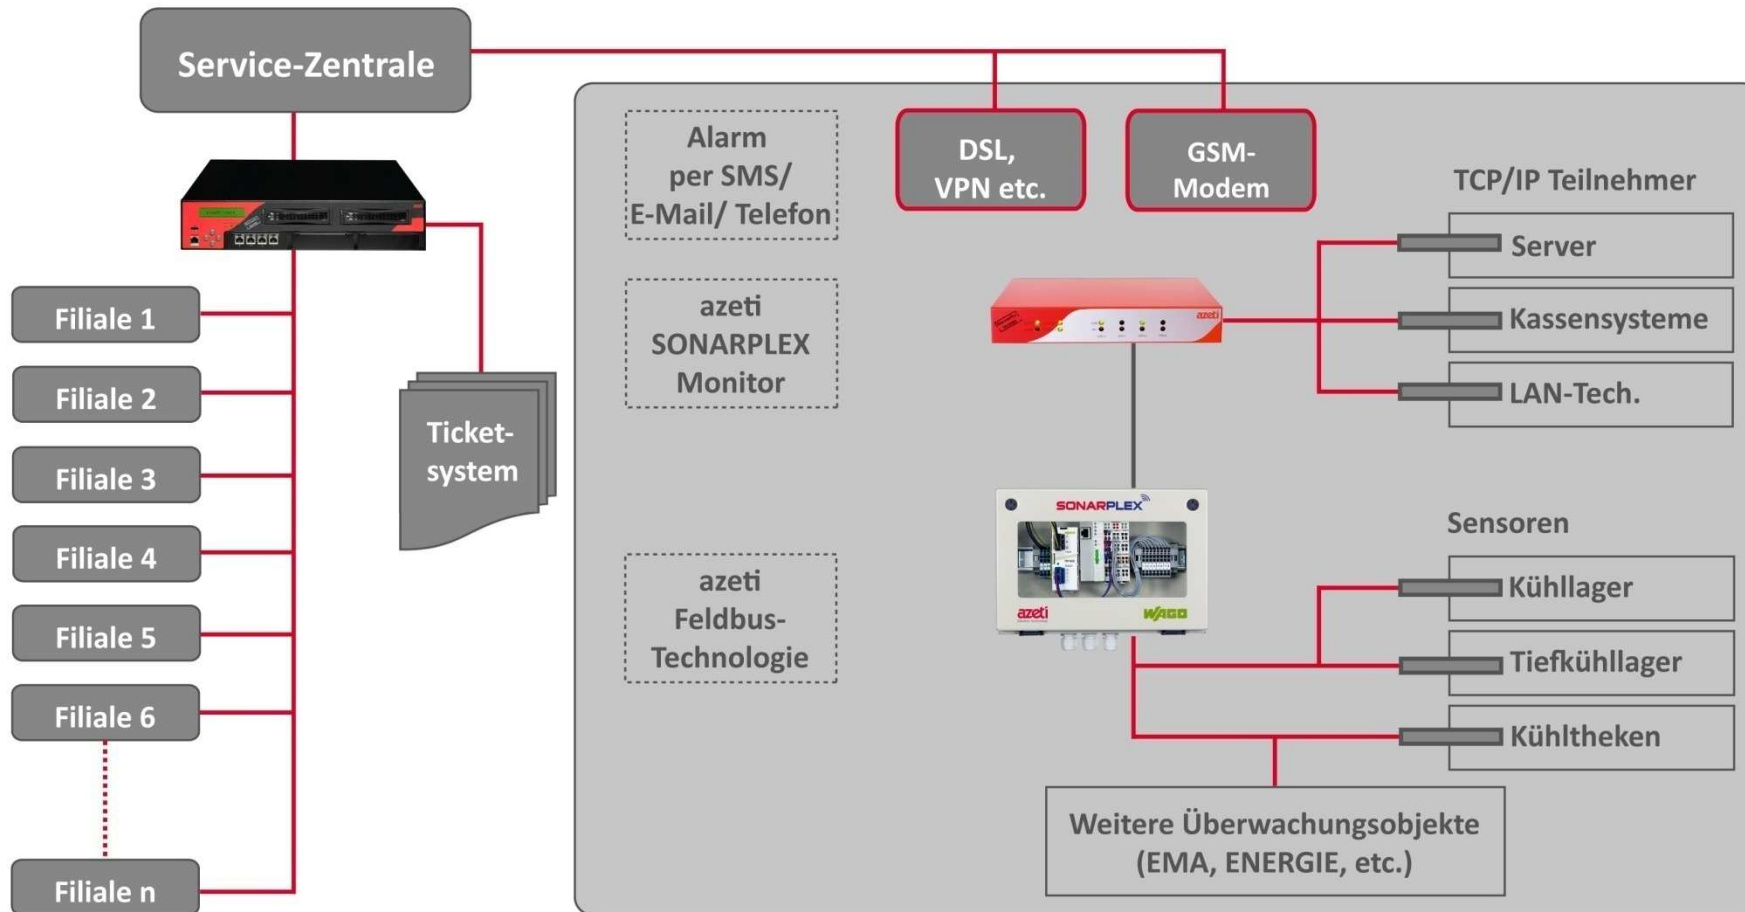 Service-Zentrale
Filiale 1
Filiale 2
Filiale 3
Filiale 4
Filiale 5
Filiale 6
Filiale n
Ticket-
system
Alarm
per SMS/
E-Mail/ Telefon
DSL,
VPN etc.
GSM-
Modem
azeti
SONARPLEX
Monitor
azeti
TCP/IP Teilnehmer
Server
Kassensysteme
LAN-Tech.
azeti
Feldbus-
Technologie
SONARPLEX
azeti
WAGO
Sensoren
Kühllager
Tiefkühllager
Kühltheken
Weitere Überwachungsobjekte
(EMA, ENERGIE, etc.)